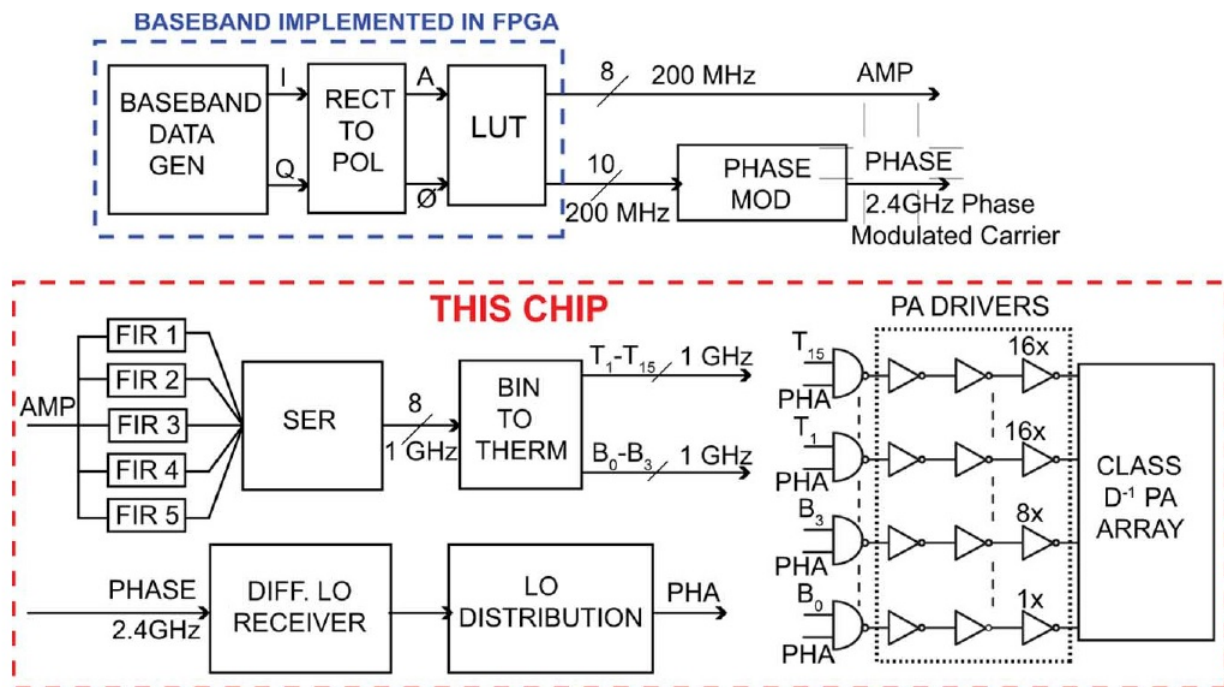 BASEBAND IMPLEMENTED IN FPGA
BASEBAND
DATA
GEN
I
Q
RECT
TO
POL
A
Ø
LUT
8
200 MHz
AMP
10
200 MHz
PHASE
MOD
PHASE
2.4GHz Phase
Modulated Carrier
THIS CHIP
AMP
FIR 1
FIR 2
FIR 3
FIR 4
FIR 5
SER
8
1 GHz
BIN
TO
THERM
T₁-T₁₅
1 GHz
B₀-B₃
1 GHz
PHASE
2.4GHz
DIFF. LO
RECEIVER
LO
DISTRIBUTION
PHA
PA DRIVERS
T₁₅
PHA
16x
T₁
PHA
16x
B₃
PHA
8x
B₀
PHA
1x
CLASS
D⁻¹ PA
ARRAY